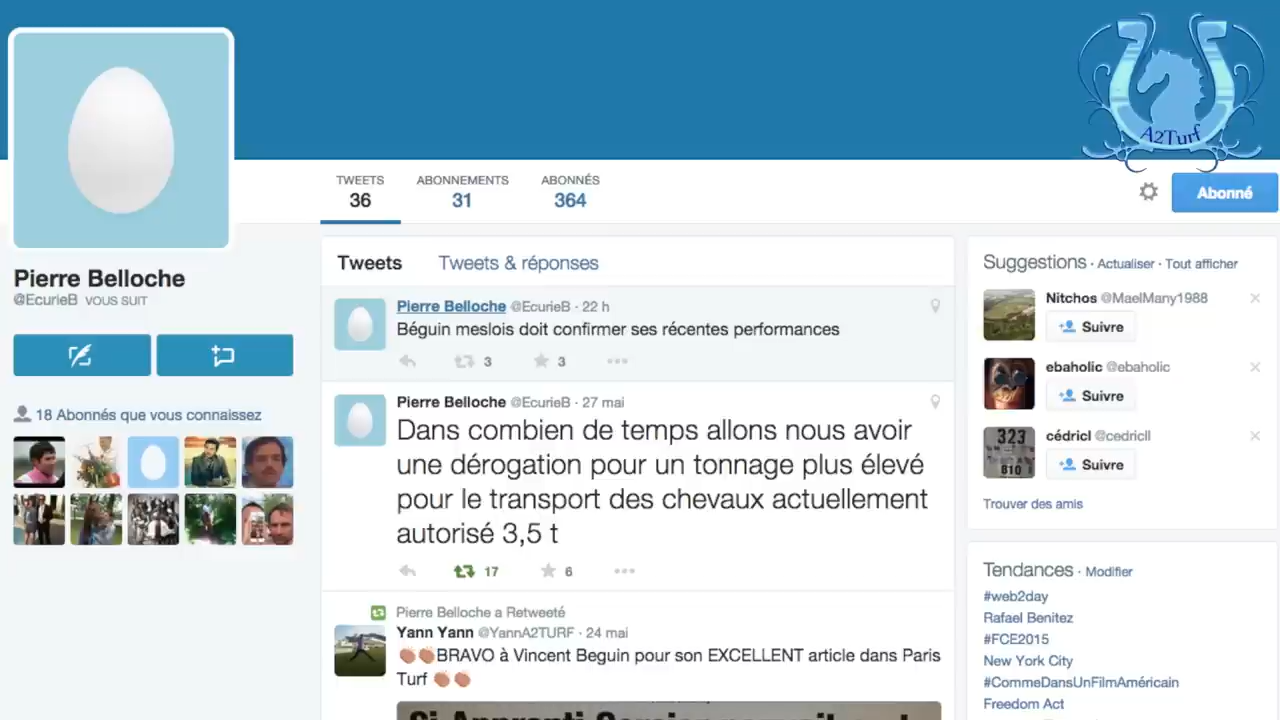 A2Turf
TWEETS
36
ABONNEMENTS
31
ABONNÉS
364
Abonné
Pierre Belloche
@EcurieB VOUS SUIT
18 Abonnés que vous connaissez
Tweets
Tweets & réponses
Pierre Belloche @EcurieB · 22 h
Béguin meslois doit confirmer ses récentes performances
3
3
Pierre Belloche @EcurieB · 27 mai
Dans combien de temps allons nous avoir
une dérogation pour un tonnage plus élevé
pour le transport des chevaux actuellement
autorisé 3,5 t
17
6
Pierre Belloche a Retweeté
Yann Yann @YannA2TURF · 24 mai
👏👏BRAVO à Vincent Beguin pour son EXCELLENT article dans Paris
Turf 👏👏
Suggestions · Actualiser · Tout afficher
Nitchos @MaelMany1988
Suivre
ebaholic @ebaholic
Suivre
323
810
cédricl @cedricll
Suivre
Trouver des amis
Tendances · Modifier
#web2day
Rafael Benitez
#FCE2015
New York City
#CommeDansUnFilmAméricain
Freedom Act